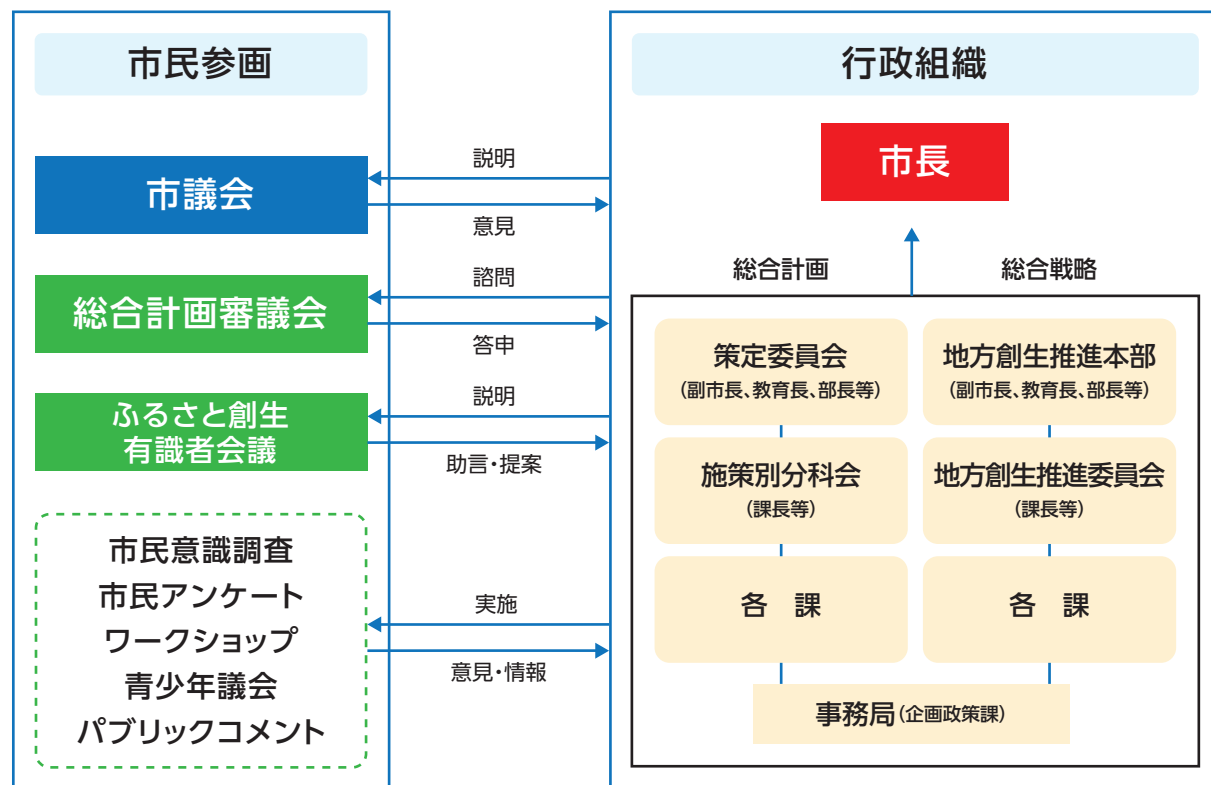 市民参画
市議会
総合計画審議会
ふるさと創生
有識者会議
市民意識調査
市民アンケート
ワークショップ
青少年議会
パブリックコメント
説明
意見
諮問
答申
説明
助言・提案
実施
意見・情報
行政組織
市長
総合計画
総合戦略
策定委員会
(副市長、教育長、部長等)
施策別分科会
(課長等)
各 課
地方創生推進本部
(副市長、教育長、部長等)
地方創生推進委員会
(課長等)
各 課
事務局(企画政策課)